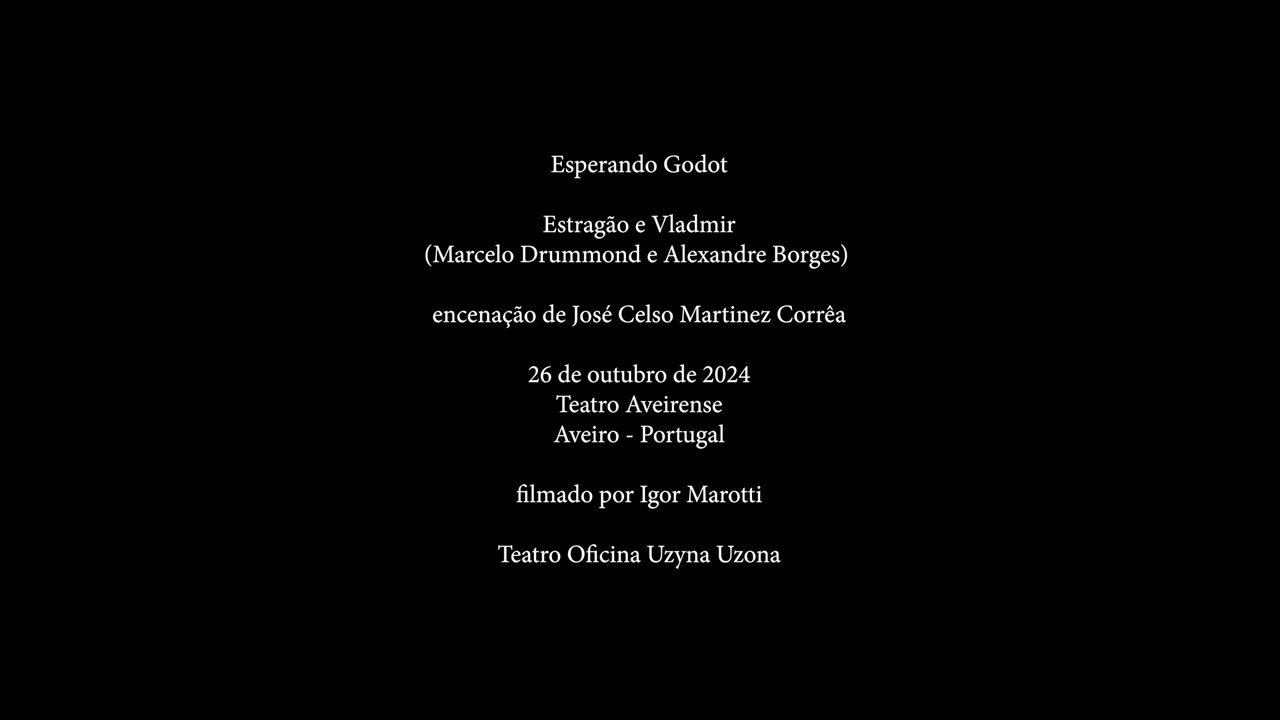 Esperando Godot
Estragão e Vladmir
(Marcelo Drummond e Alexandre Borges)
encenação de José Celso Martinez Corrêa
26 de outubro de 2024
Teatro Aveirense
Aveiro - Portugal
filmado por Igor Marotti
Teatro Oficina Uzyna Uzona